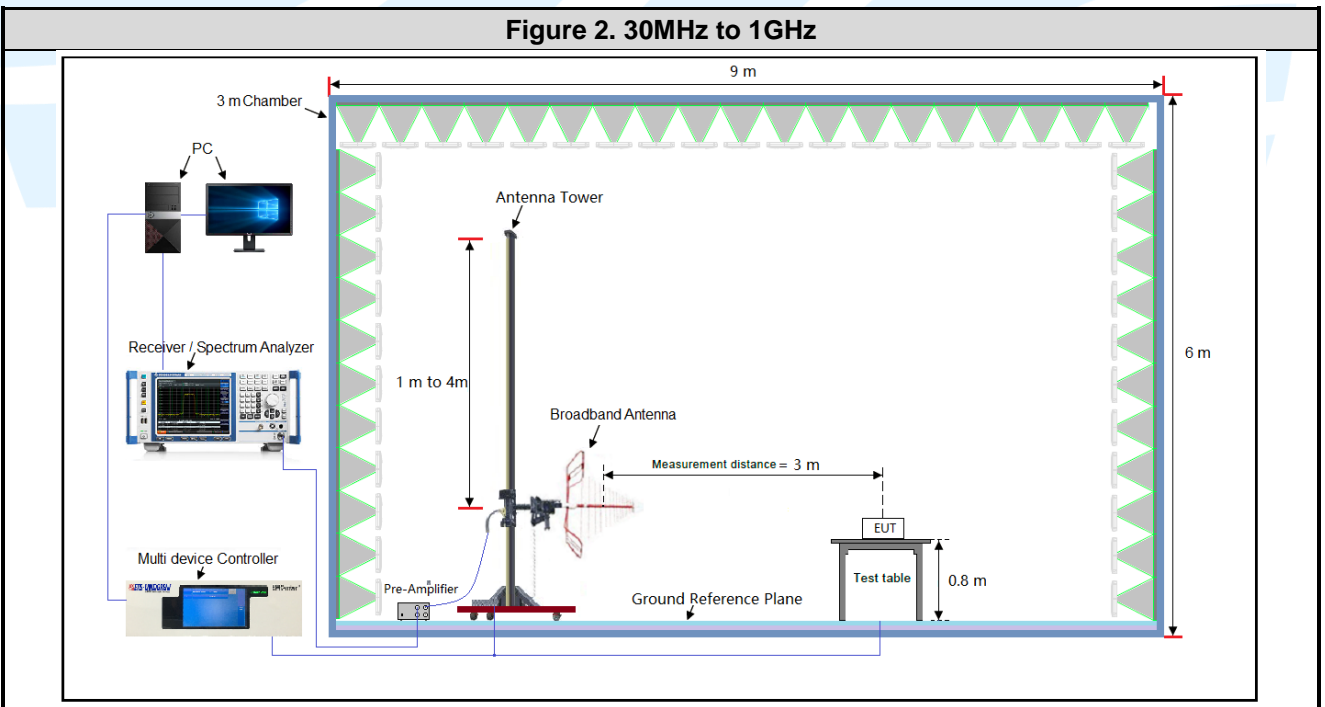 Figure 2. 30MHz to 1GHz
9 m
3 m Chamber
PC
Antenna Tower
Receiver / Spectrum Analyzer
1 m to 4m
6 m
Broadband Antenna
Measurement distance = 3 m
EUT
Multi device Controller
Pre-Amplifier
Test table
0.8 m
Ground Reference Plane